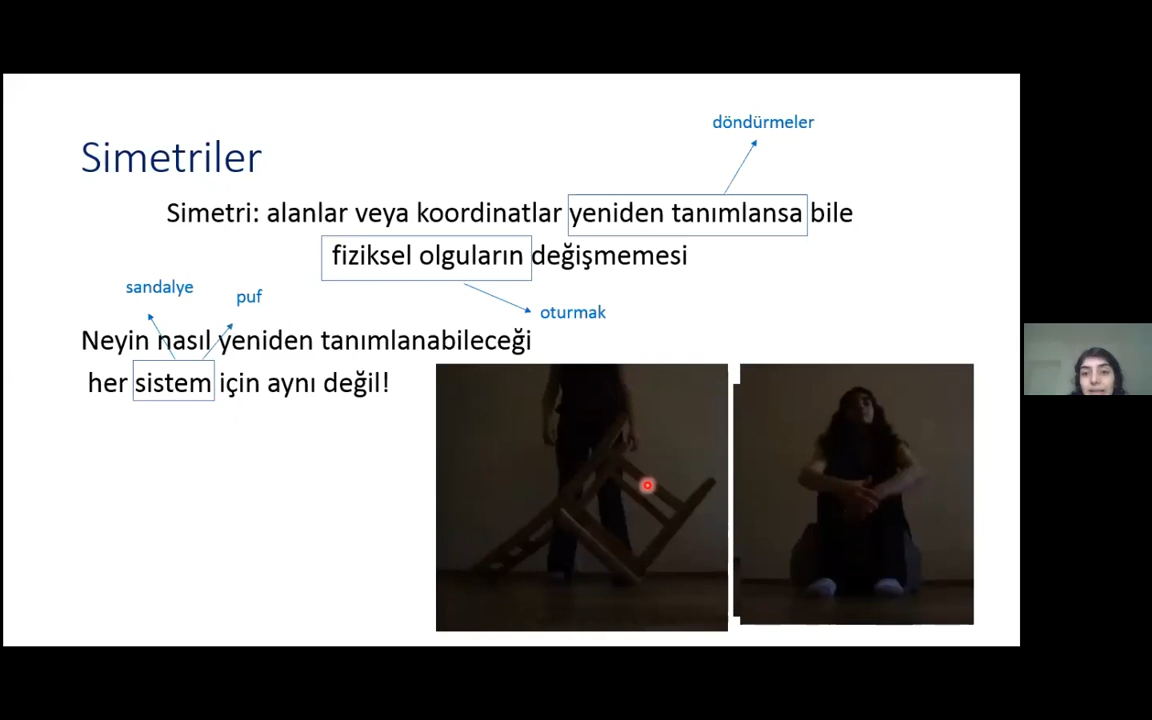 döndürmeler
Simetriler
Simetri: alanlar veya koordinatlar yeniden tanımlansa bile
fiziksel olguların değişmemesi
sandalye
puf
oturmak
Neyin nasıl yeniden tanımlanabileceği
her sistem için aynı değil!